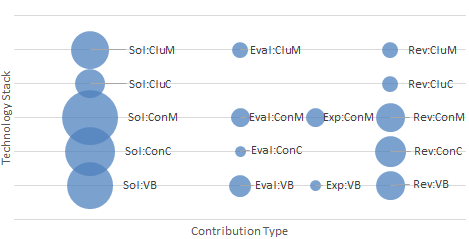 Sol:CluM Eval:CluM Rev:CluM
Sol:CluC Rev:CluC
Sol:ConM Eval:ConM Exp:ConM Rev:ConM
Sol:ConC Eval:ConC Rev:ConC
Sol:VB Eval:VB Exp:VB Rev:VB
Technology Stack
Contribution Type